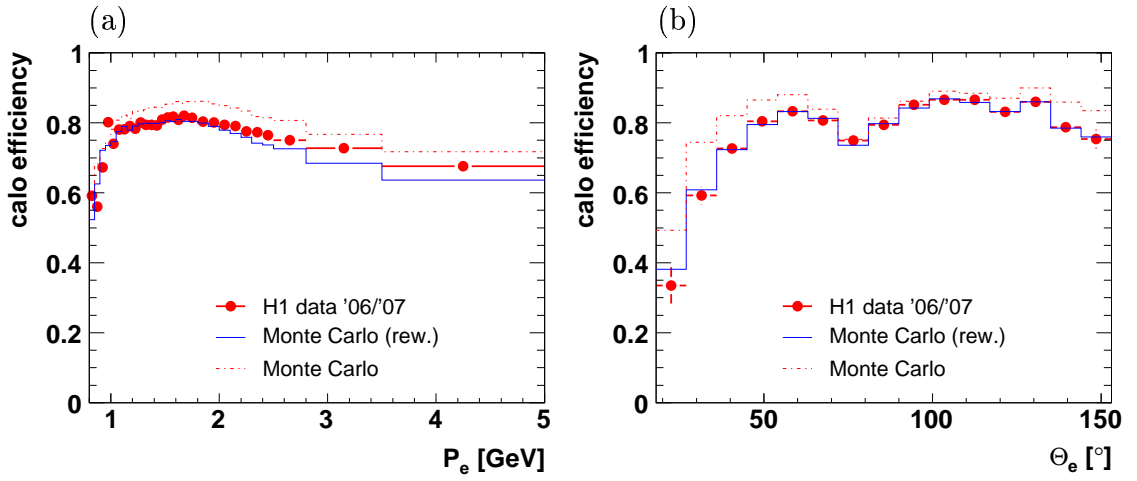 (a)
calo efficiency
1
0.8
0.6
0.4
0.2
0
H1 data '06/'07
Monte Carlo (rew.)
Monte Carlo
1 2 3 4 5
P_e [GeV]
(b)
calo efficiency
1
0.8
0.6
0.4
0.2
0
H1 data '06/'07
Monte Carlo (rew.)
Monte Carlo
50 100 150
Θ_e [°]